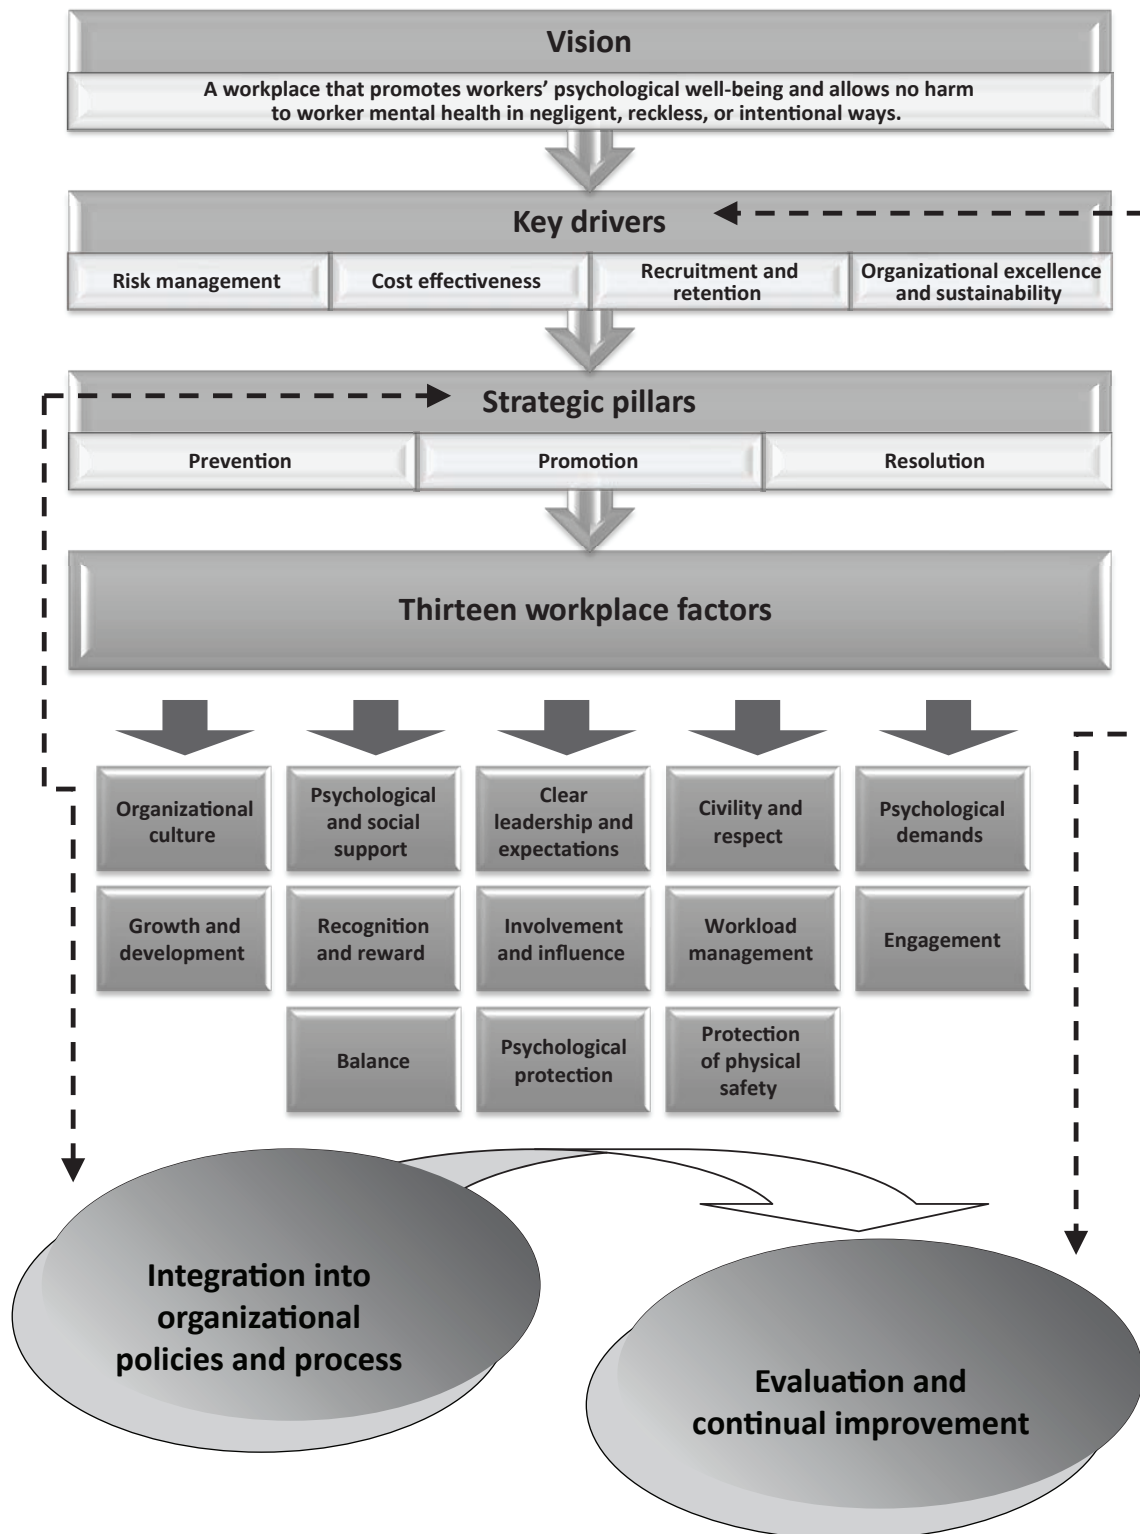 Vision
A workplace that promotes workers’ psychological well-being and allows no harm
to worker mental health in negligent, reckless, or intentional ways.
Key drivers
Risk management
Cost effectiveness
Recruitment and
retention
Organizational excellence
and sustainability
Strategic pillars
Prevention
Promotion
Resolution
Thirteen workplace factors
Organizational
culture
Psychological
and social
support
Clear
leadership and
expectations
Civility and
respect
Psychological
demands
Growth and
development
Recognition
and reward
Involvement
and influence
Workload
management
Engagement
Balance
Psychological
protection
Protection
of physical
safety
Integration into
organizational
policies and process
Evaluation and
continual improvement